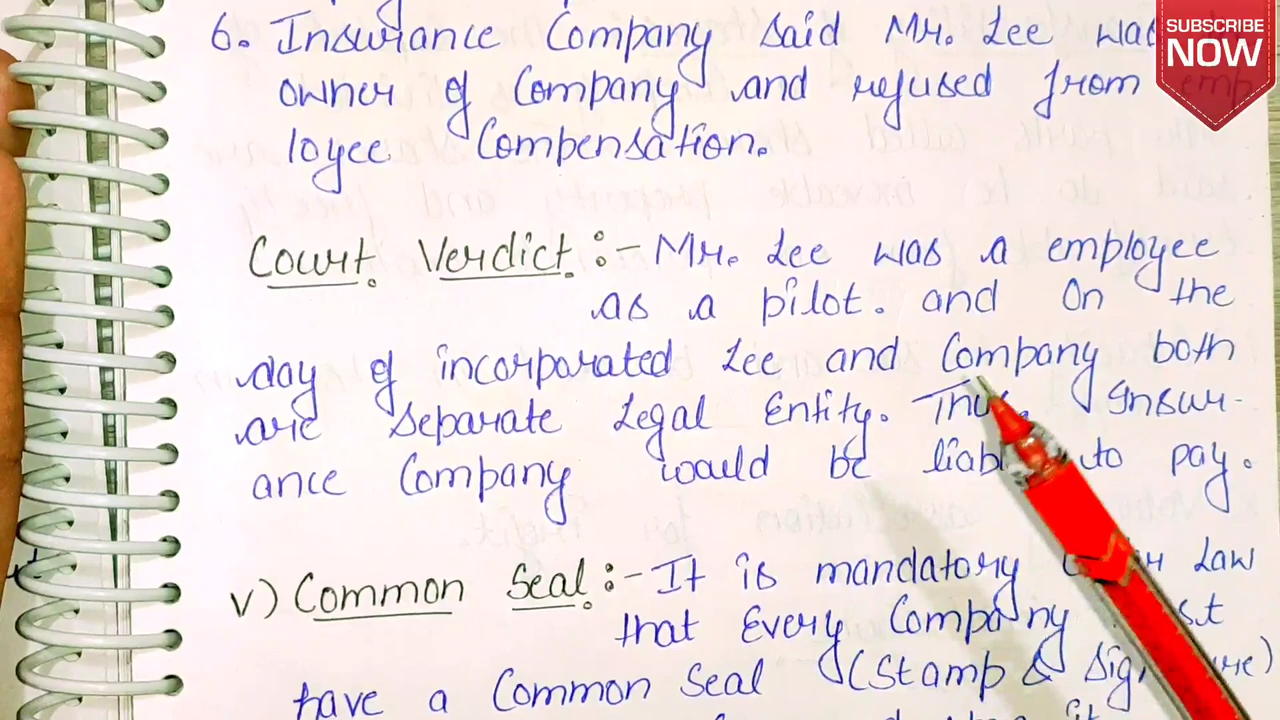 SUBSCRIBE
NOW
6. Insurance Company said Mr. Lee was
owner of Company and refused from emp
loyee Compensation.
Court Verdict :- Mr. Lee was a employee
as a pilot. and On the
day of incorporated Lee and Company both
are Separate Legal Entity. Thus, Insur-
ance Company would be liable to pay.
v) Common Seal :- It is mandatory Law
that Every Company
have a Common Seal (Stamp &